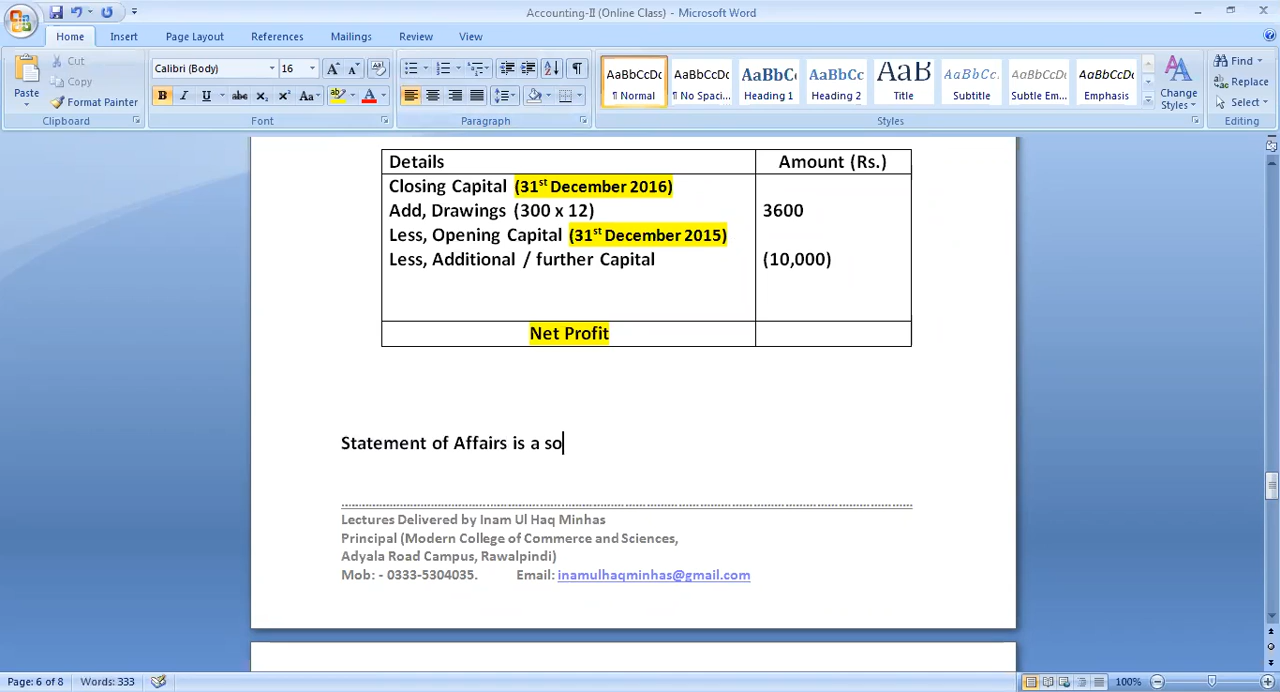 Accounting-II (Online Class) - Microsoft Word
Home Insert Page Layout References Mailings Review View
Paste
Cut
Copy
Format Painter
Clipboard
Calibri (Body) 16
Font
Paragraph
AaBbCcDc AaBbCcDc AaBbC AaBbCc AaB AaBbCc. AaBbCcDc AaBbCcDc
¶ Normal ¶ No Spaci... Heading 1 Heading 2 Title Subtitle Subtle Em... Emphasis
Change Styles
Styles
Find
Replace
Select
Editing
Details Amount (Rs.)
Closing Capital (31st December 2016)
Add, Drawings (300 x 12) 3600
Less, Opening Capital (31st December 2015)
Less, Additional / further Capital (10,000)
Net Profit
Statement of Affairs is a so
Lectures Delivered by Inam Ul Haq Minhas
Principal (Modern College of Commerce and Sciences,
Adyala Road Campus, Rawalpindi)
Mob: - 0333-5304035. Email: inamulhaqminhas@gmail.com
Page: 6 of 8 Words: 333 100%